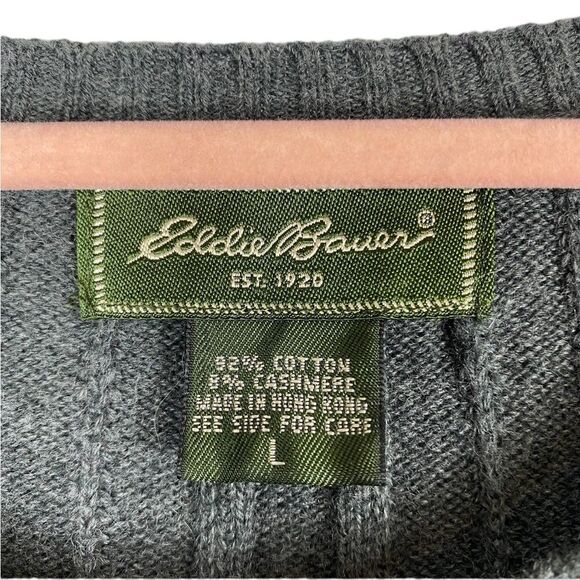 Eddie Bauer®
EST. 1920
92% COTTON
8% CASHMERE
MADE IN HONG KONG
SEE SIDE FOR CARE
L